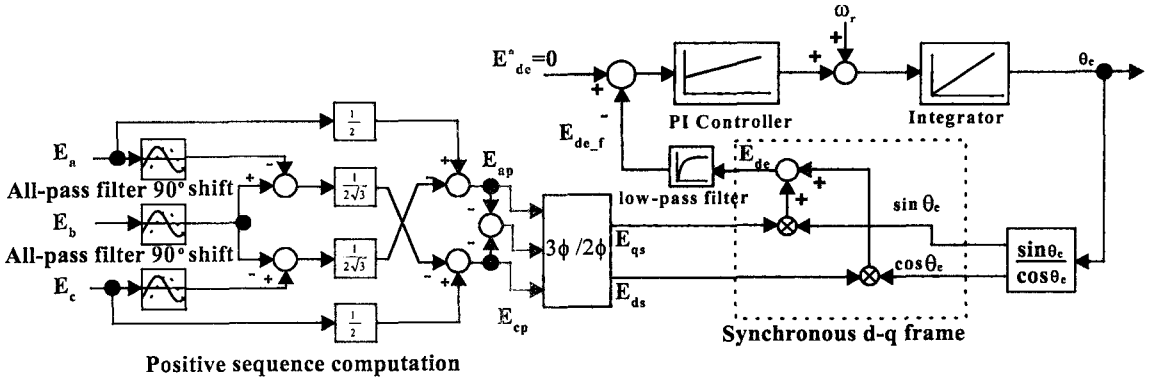 ωr
E*de=0
θe
+
+
+
-
PI Controller
Integrator
Ede_f
1/2
Ea
All-pass filter 90° shift
Eb
All-pass filter 90° shift
Ec
-
+
-
+
1/2√3
1/2√3
1/2
+
-
-
+
Eap
-
-
Ecp
3ϕ/2ϕ
low-pass filter
Ede
+
+
Eqs
Eds
sin θe
cosθe
sinθe
cosθe
Synchronous d-q frame
Positive sequence computation